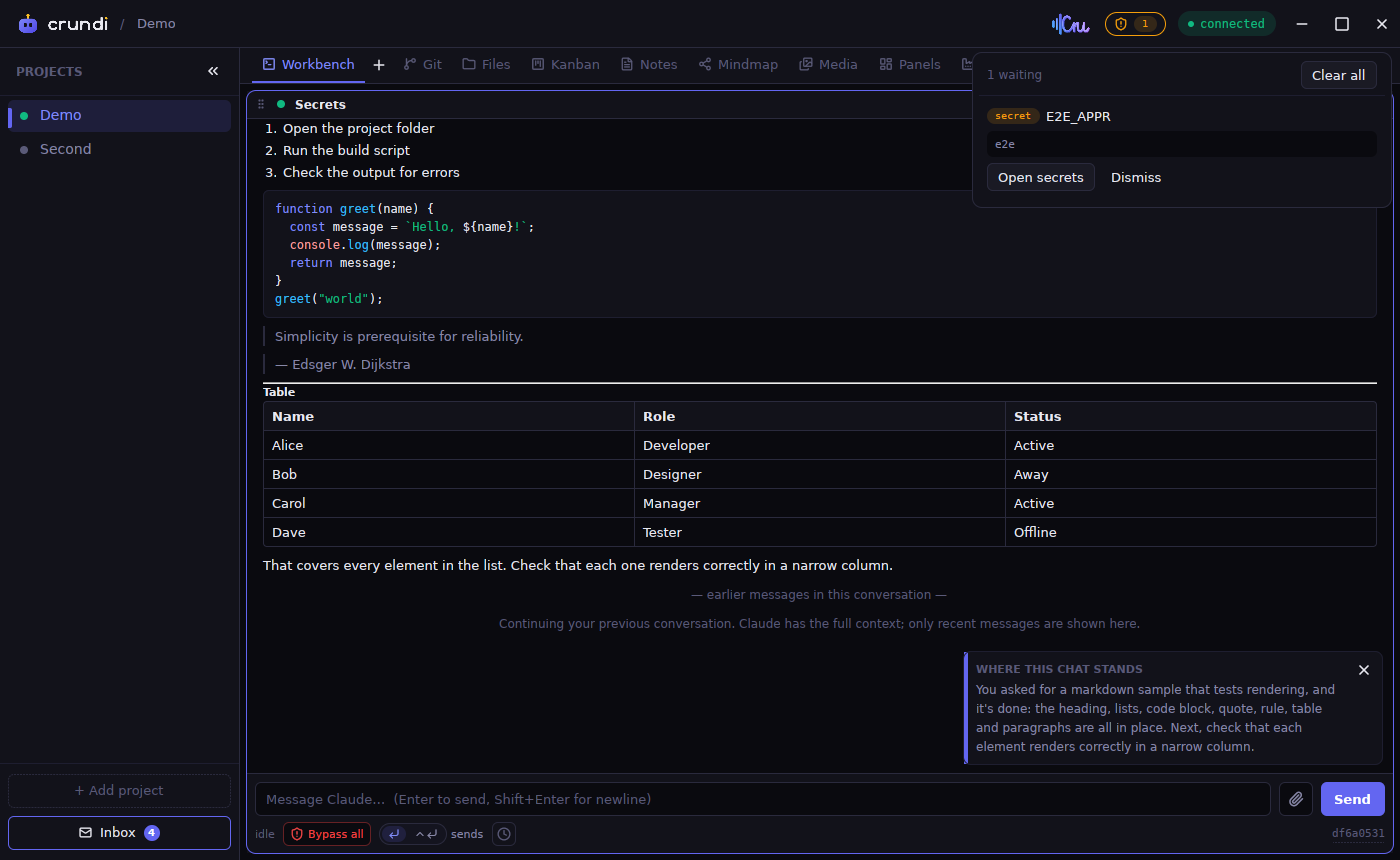 crundi / Demo
Cru
1
connected
PROJECTS
Demo
Second
+ Add project
Inbox 4
Workbench
Git
Files
Kanban
Notes
Mindmap
Media
Panels
1 waiting
Clear all
secret E2E_APPR
e2e
Open secrets
Dismiss
Secrets
1. Open the project folder
2. Run the build script
3. Check the output for errors
function greet(name) {
  const message = `Hello, ${name}!`;
  console.log(message);
  return message;
}
greet("world");
Simplicity is prerequisite for reliability.
— Edsger W. Dijkstra
Table
Name Role Status
Alice Developer Active
Bob Designer Away
Carol Manager Active
Dave Tester Offline
That covers every element in the list. Check that each one renders correctly in a narrow column.
— earlier messages in this conversation —
Continuing your previous conversation. Claude has the full context; only recent messages are shown here.
WHERE THIS CHAT STANDS
You asked for a markdown sample that tests rendering, and
it's done: the heading, lists, code block, quote, rule, table
and paragraphs are all in place. Next, check that each
element renders correctly in a narrow column.
Message Claude... (Enter to send, Shift+Enter for newline)
Send
idle
Bypass all
sends
df6a0531